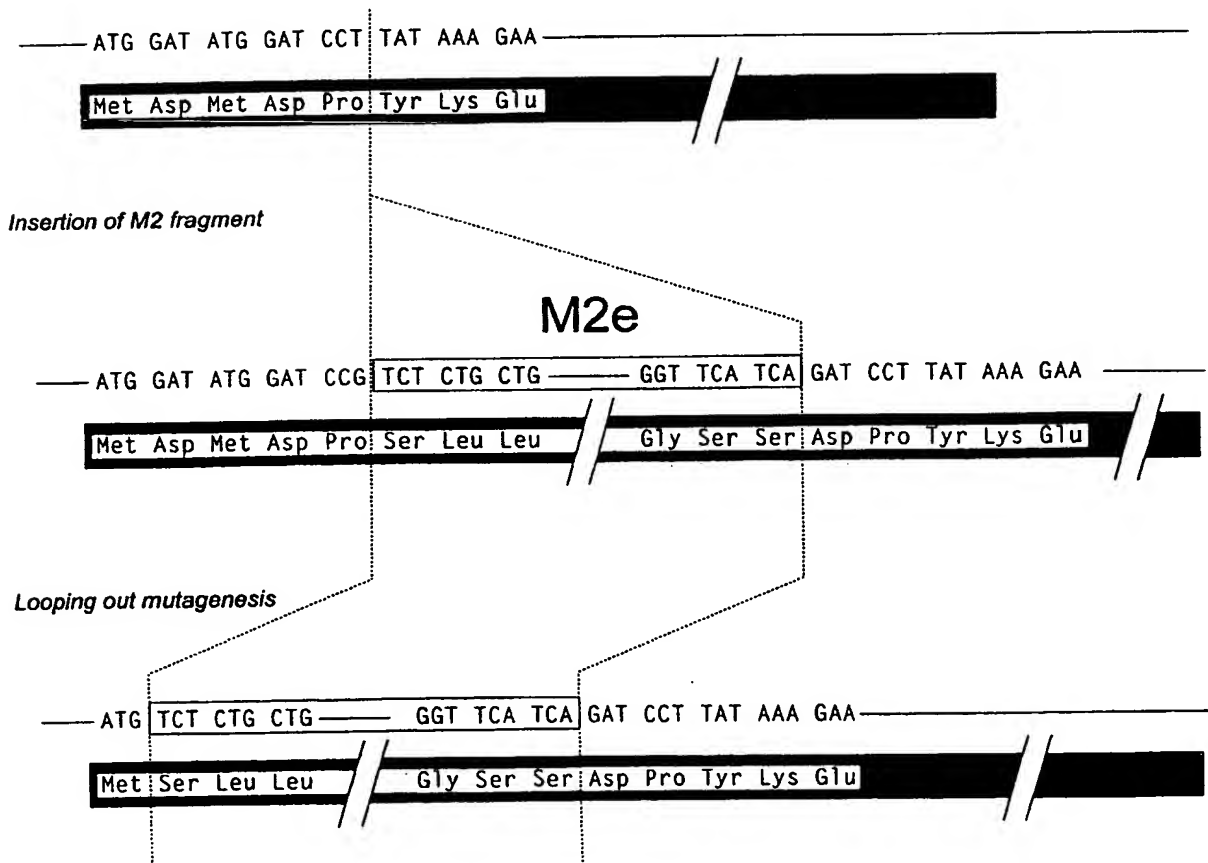 ATG GAT ATG GAT CCT TAT AAA GAA
Met Asp Met Asp Pro Tyr Lys Glu
Insertion of M2 fragment
M2e
ATG GAT ATG GAT CCG TCT CTG CTG GGT TCA TCA GAT CCT TAT AAA GAA
Met Asp Met Asp Pro Ser Leu Leu Gly Ser Ser Asp Pro Tyr Lys Glu
Looping out mutagenesis
ATG TCT CTG CTG GGT TCA TCA GAT CCT TAT AAA GAA
Met Ser Leu Leu Gly Ser Ser Asp Pro Tyr Lys Glu